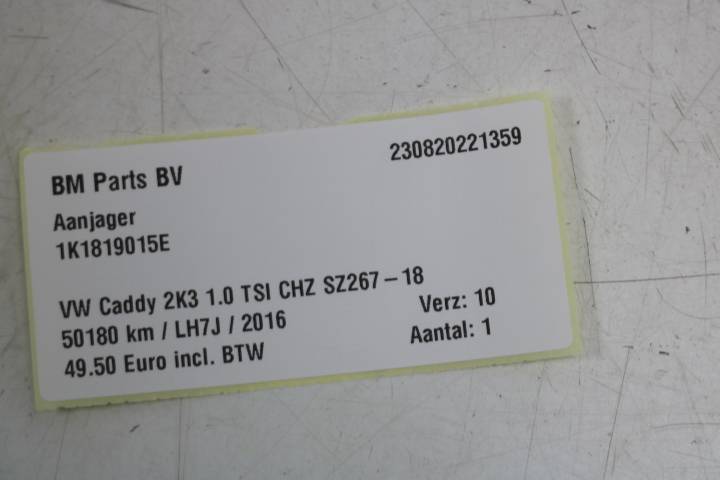 BM Parts BV
230820221359
Aanjager
1K1819015E
VW Caddy 2K3 1.0 TSI CHZ SZ267-18
50180 km / LH7J / 2016
Verz: 10
49.50 Euro incl. BTW
Aantal: 1